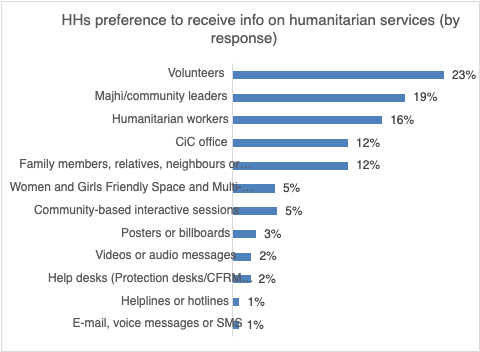 HHs preference to receive info on humanitarian services (by
response)
Volunteers 23%
Majhi/community leaders 19%
Humanitarian workers 16%
CiC office 12%
Family members, relatives, neighbours or… 12%
Women and Girls Friendly Space and Multi-… 5%
Community-based interactive sessions 5%
Posters or billboards 3%
Videos or audio messages 2%
Help desks (Protection desks/CFRM… 2%
Helplines or hotlines 1%
E-mail, voice messages or SMS 1%